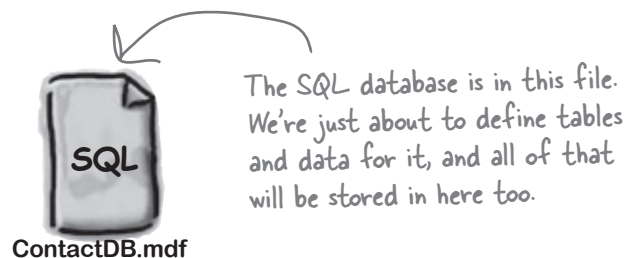 The SQL database is in this file.
We're just about to define tables
and data for it, and all of that
will be stored in here too.
SQL
ContactDB.mdf